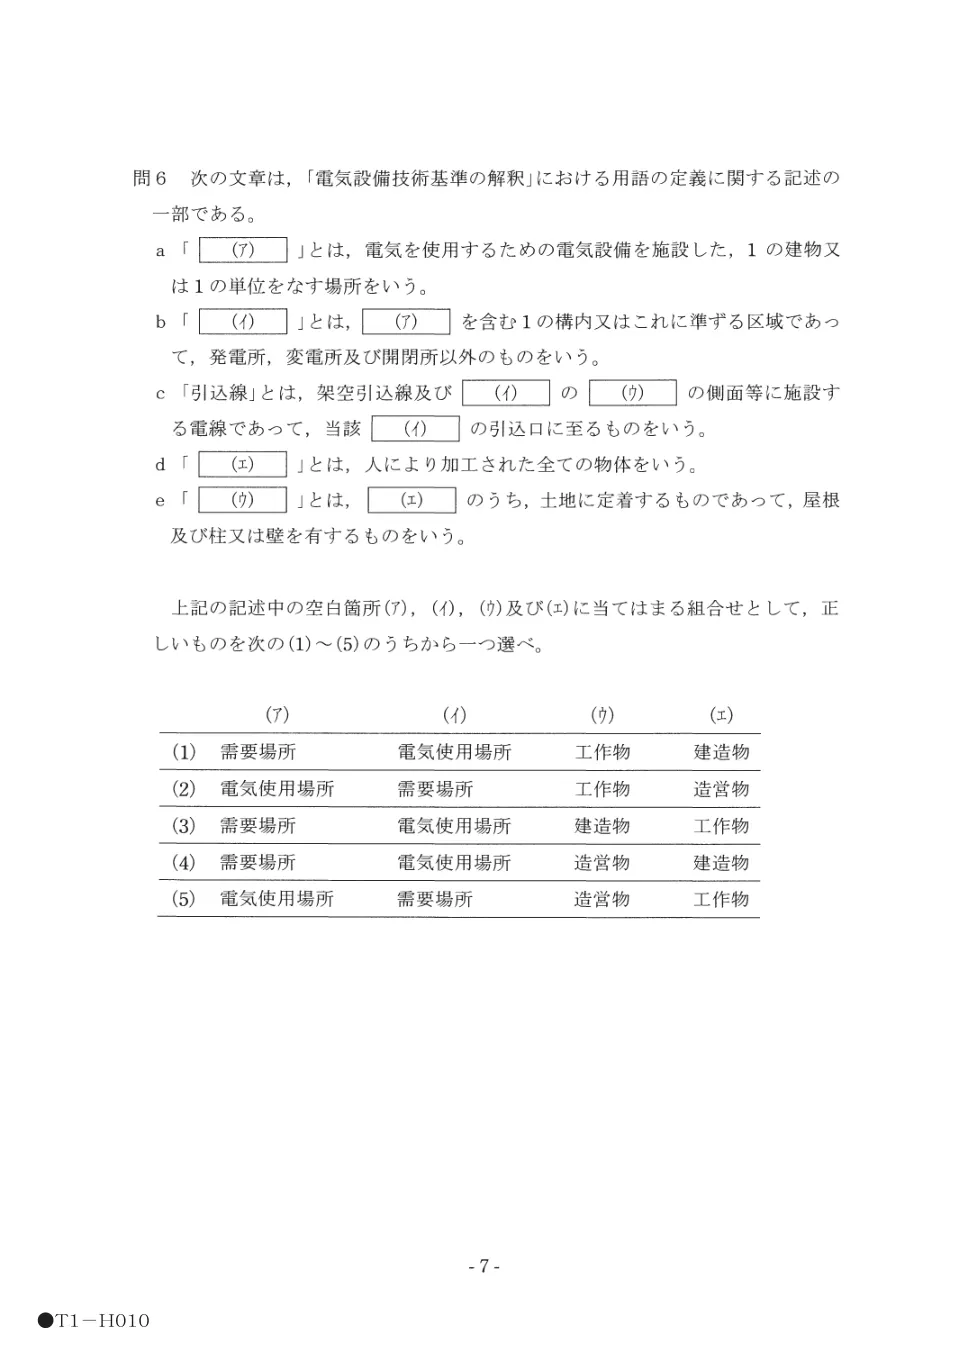 問6　次の文章は，「電気設備技術基準の解釈」における用語の定義に関する記述の
一部である。
a 「 (ア) 」とは，電気を使用するための電気設備を施設した，1 の建物又
は1の単位をなす場所をいう。
b 「 (イ) 」とは， (ア) を含む1の構内又はこれに準ずる区域であっ
て，発電所，変電所及び開閉所以外のものをいう。
c 「引込線」とは，架空引込線及び (イ) の (ウ) の側面等に施設す
る電線であって，当該 (イ) の引込口に至るものをいう。
d 「 (エ) 」とは，人により加工された全ての物体をいう。
e 「 (ウ) 」とは， (エ) のうち，土地に定着するものであって，屋根
及び柱又は壁を有するものをいう。
上記の記述中の空白箇所(ア)，(イ)，(ウ)及び(エ)に当てはまる組合せとして，正
しいものを次の(1)～(5)のうちから一つ選べ。
(ア) (イ) (ウ) (エ)
(1) 需要場所 電気使用場所 工作物 建造物
(2) 電気使用場所 需要場所 工作物 造営物
(3) 需要場所 電気使用場所 建造物 工作物
(4) 需要場所 電気使用場所 造営物 建造物
(5) 電気使用場所 需要場所 造営物 工作物
- 7 -
●T1－H010